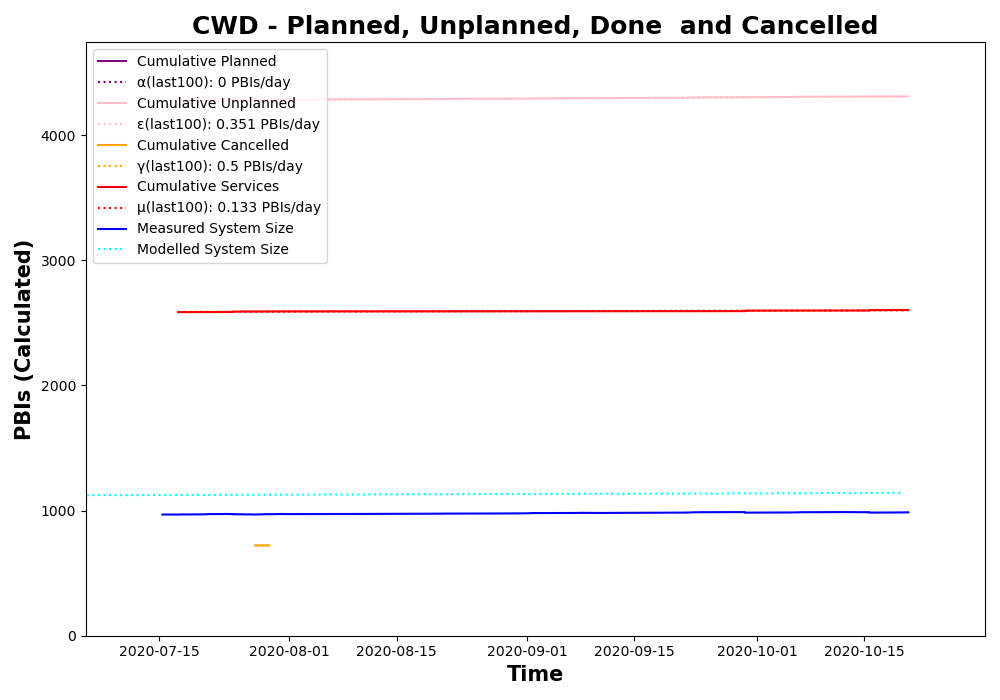 CWD - Planned, Unplanned, Done  and Cancelled
Cumulative Planned
α(last100): 0 PBIs/day
Cumulative Unplanned
ε(last100): 0.351 PBIs/day
Cumulative Cancelled
γ(last100): 0.5 PBIs/day
Cumulative Services
μ(last100): 0.133 PBIs/day
Measured System Size
Modelled System Size
PBIs (Calculated)
4000
3000
2000
1000
0
2020-07-15
2020-08-01
2020-08-15
2020-09-01
2020-09-15
2020-10-01
2020-10-15
Time